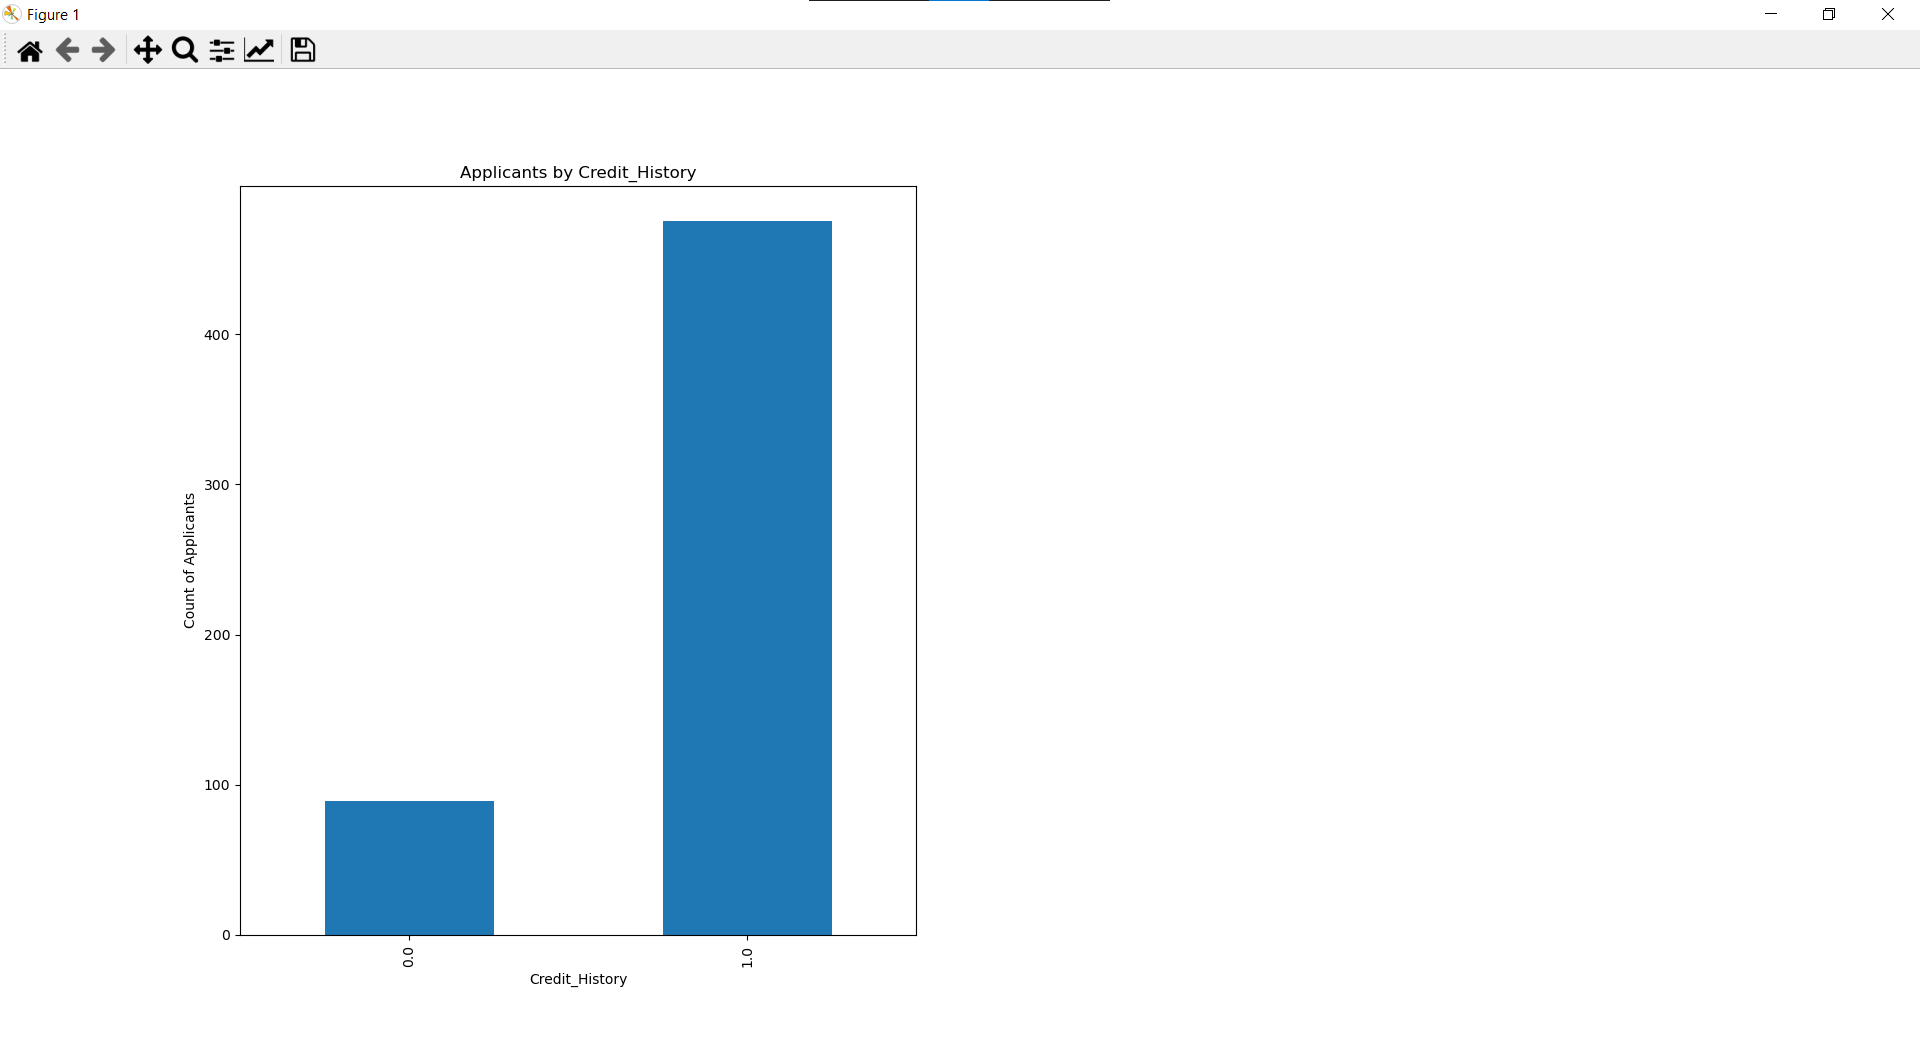 Figure 1
Applicants by Credit_History
400
300
200
100
0
Count of Applicants
0.0
1.0
Credit_History